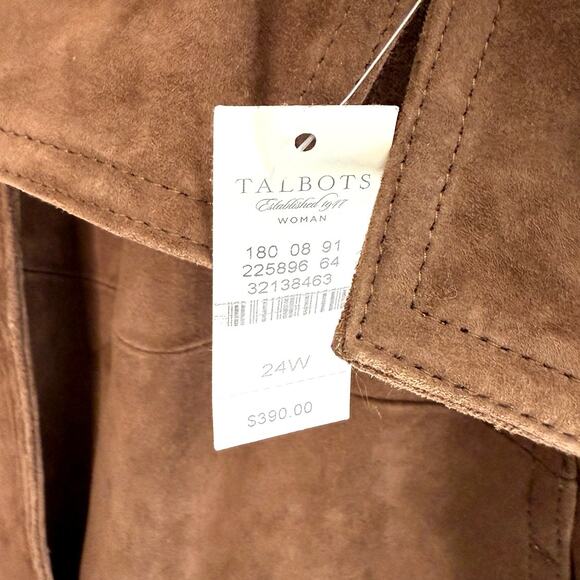 TALBOTS
Established 1947
WOMAN
180 08 91
225896 64
32138463
24W
$390.00